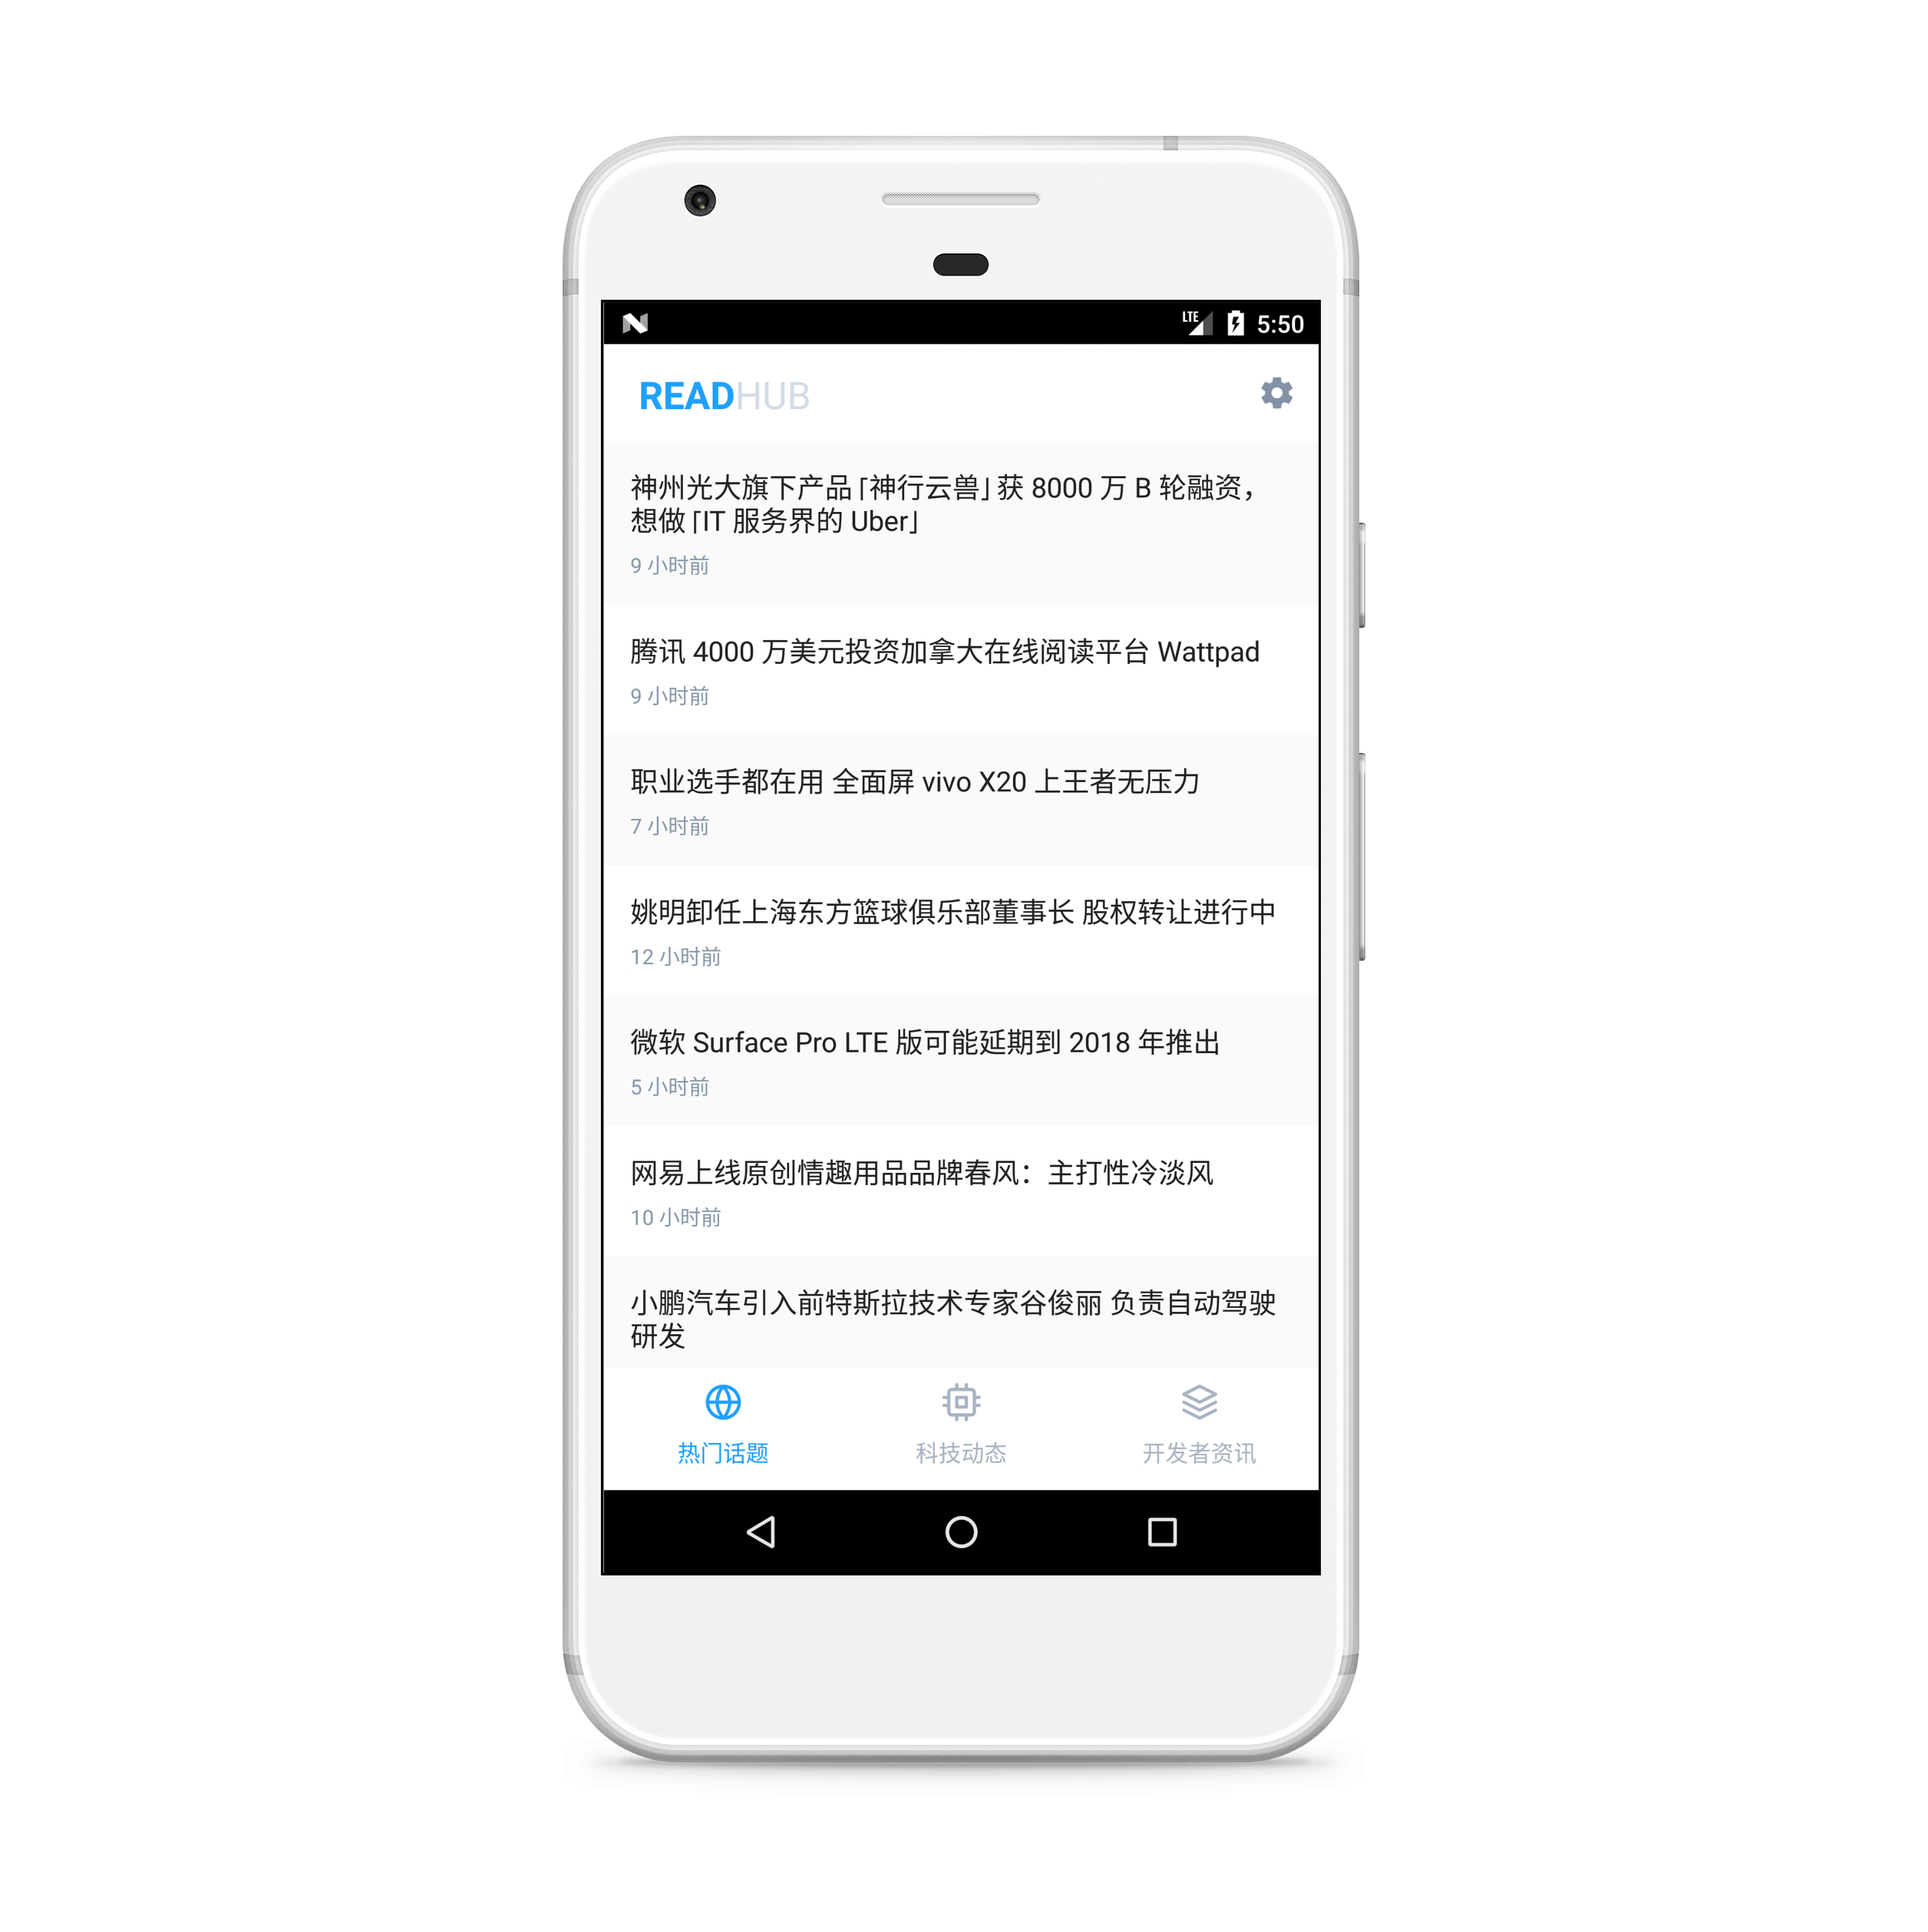 LTE 5:50
READHUB
神州光大旗下产品「神行云兽」获 8000 万 B 轮融资，
想做「IT 服务界的 Uber」
9 小时前
腾讯 4000 万美元投资加拿大在线阅读平台 Wattpad
9 小时前
职业选手都在用 全面屏 vivo X20 上王者无压力
7 小时前
姚明卸任上海东方篮球俱乐部董事长 股权转让进行中
12 小时前
微软 Surface Pro LTE 版可能延期到 2018 年推出
5 小时前
网易上线原创情趣用品品牌春风：主打性冷淡风
10 小时前
小鹏汽车引入前特斯拉技术专家谷俊丽 负责自动驾驶
研发
热门话题 科技动态 开发者资讯